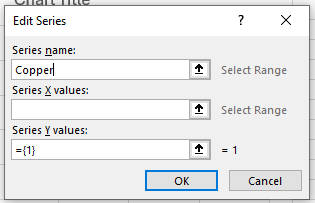 Chart Title
Edit Series
Series name:
Copper
Select Range
Series X values:
Select Range
Series Y values:
={1}
= 1
OK
Cancel